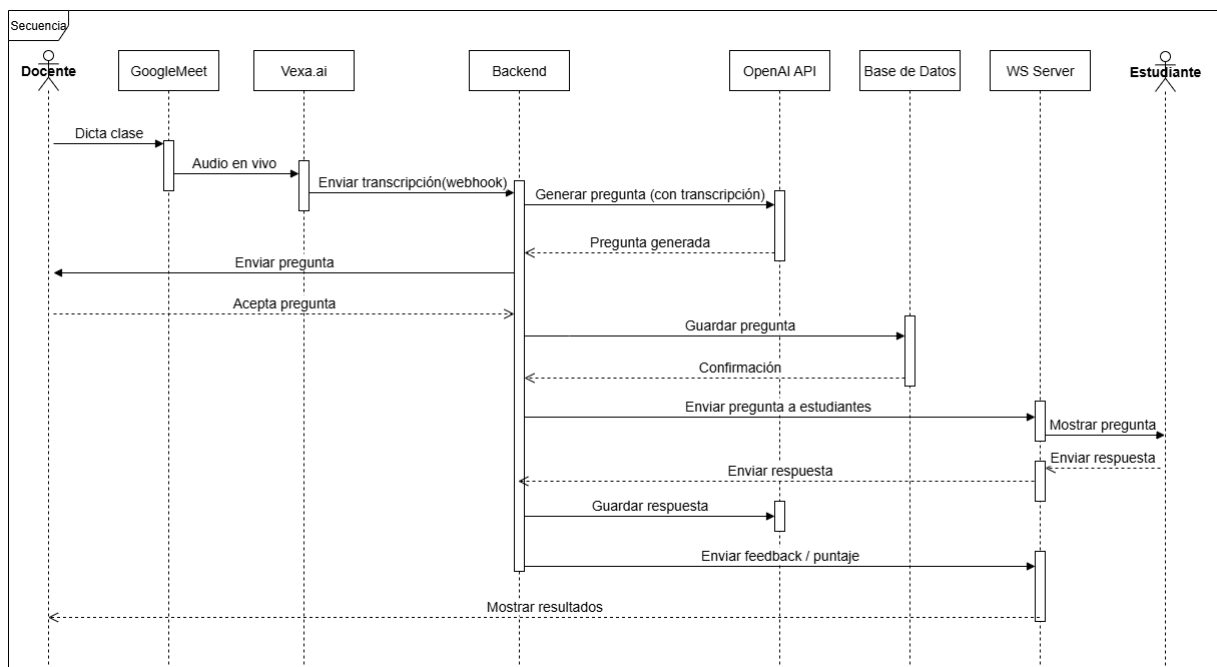 Secuencia
Docente
GoogleMeet
Vexa.ai
Backend
OpenAI API
Base de Datos
WS Server
Estudiante
Dicta clase
Audio en vivo
Enviar transcripción(webhook)
Generar pregunta (con transcripción)
Pregunta generada
Enviar pregunta
Acepta pregunta
Guardar pregunta
Confirmación
Enviar pregunta a estudiantes
Mostrar pregunta
Enviar respuesta
Enviar respuesta
Guardar respuesta
Enviar feedback / puntaje
Mostrar resultados